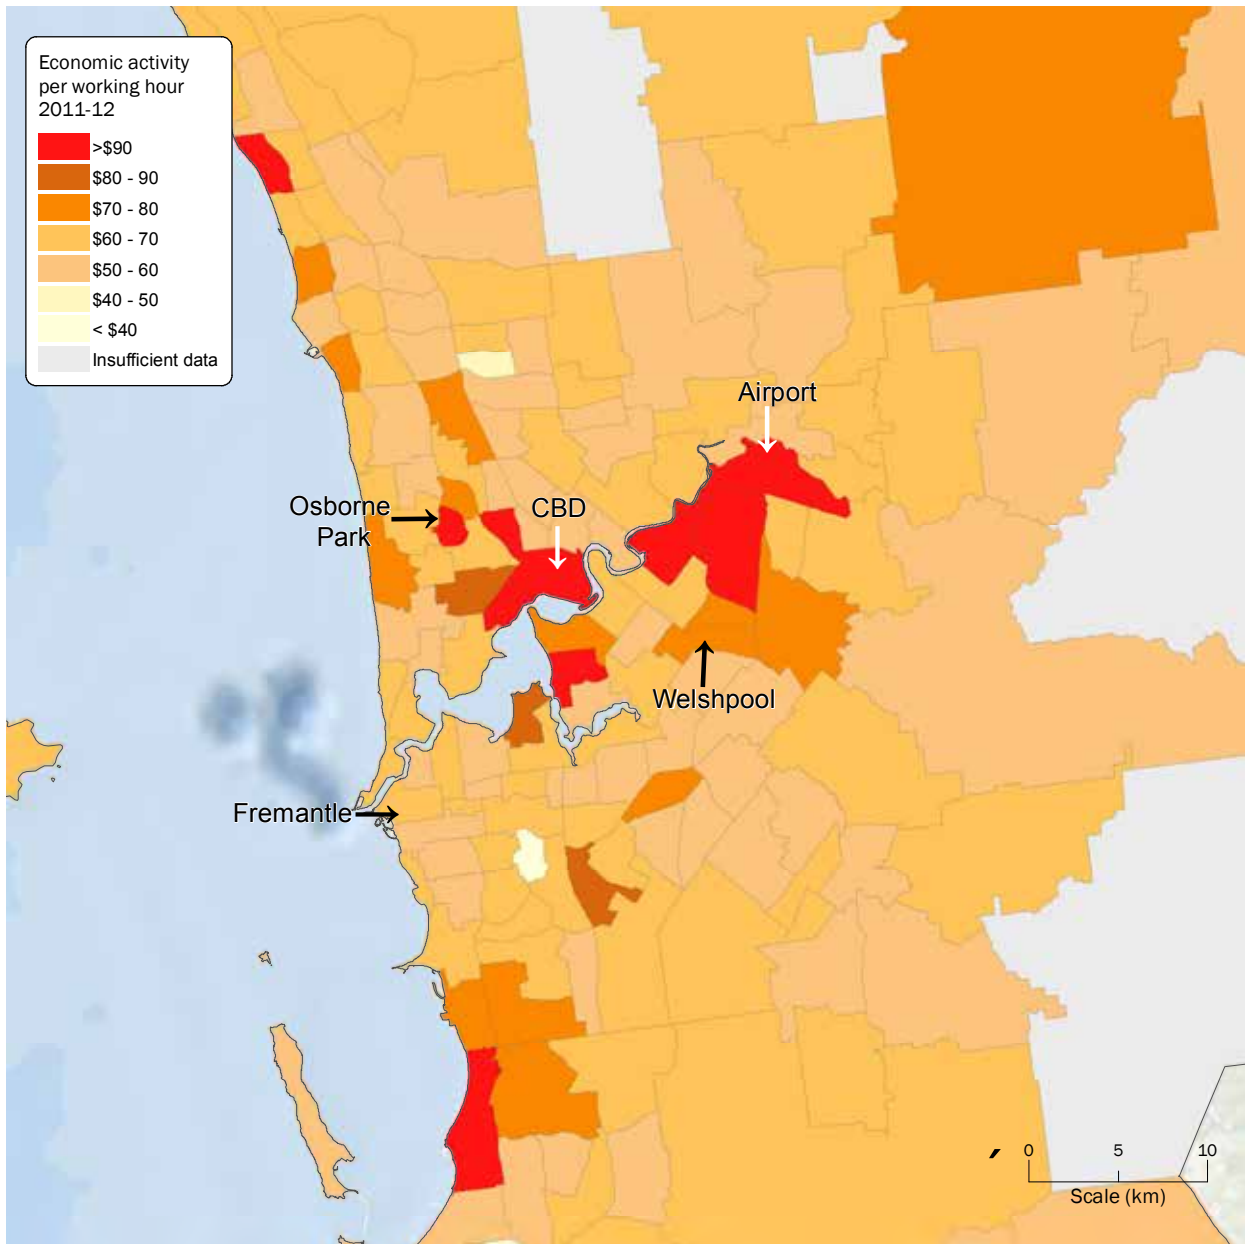 Economic activity
per working hour
2011-12
>$90
$80 - 90
$70 - 80
$60 - 70
$50 - 60
$40 - 50
< $40
Insufficient data
Airport
Osborne
Park
CBD
Welshpool
Fremantle
0 5 10
Scale (km)